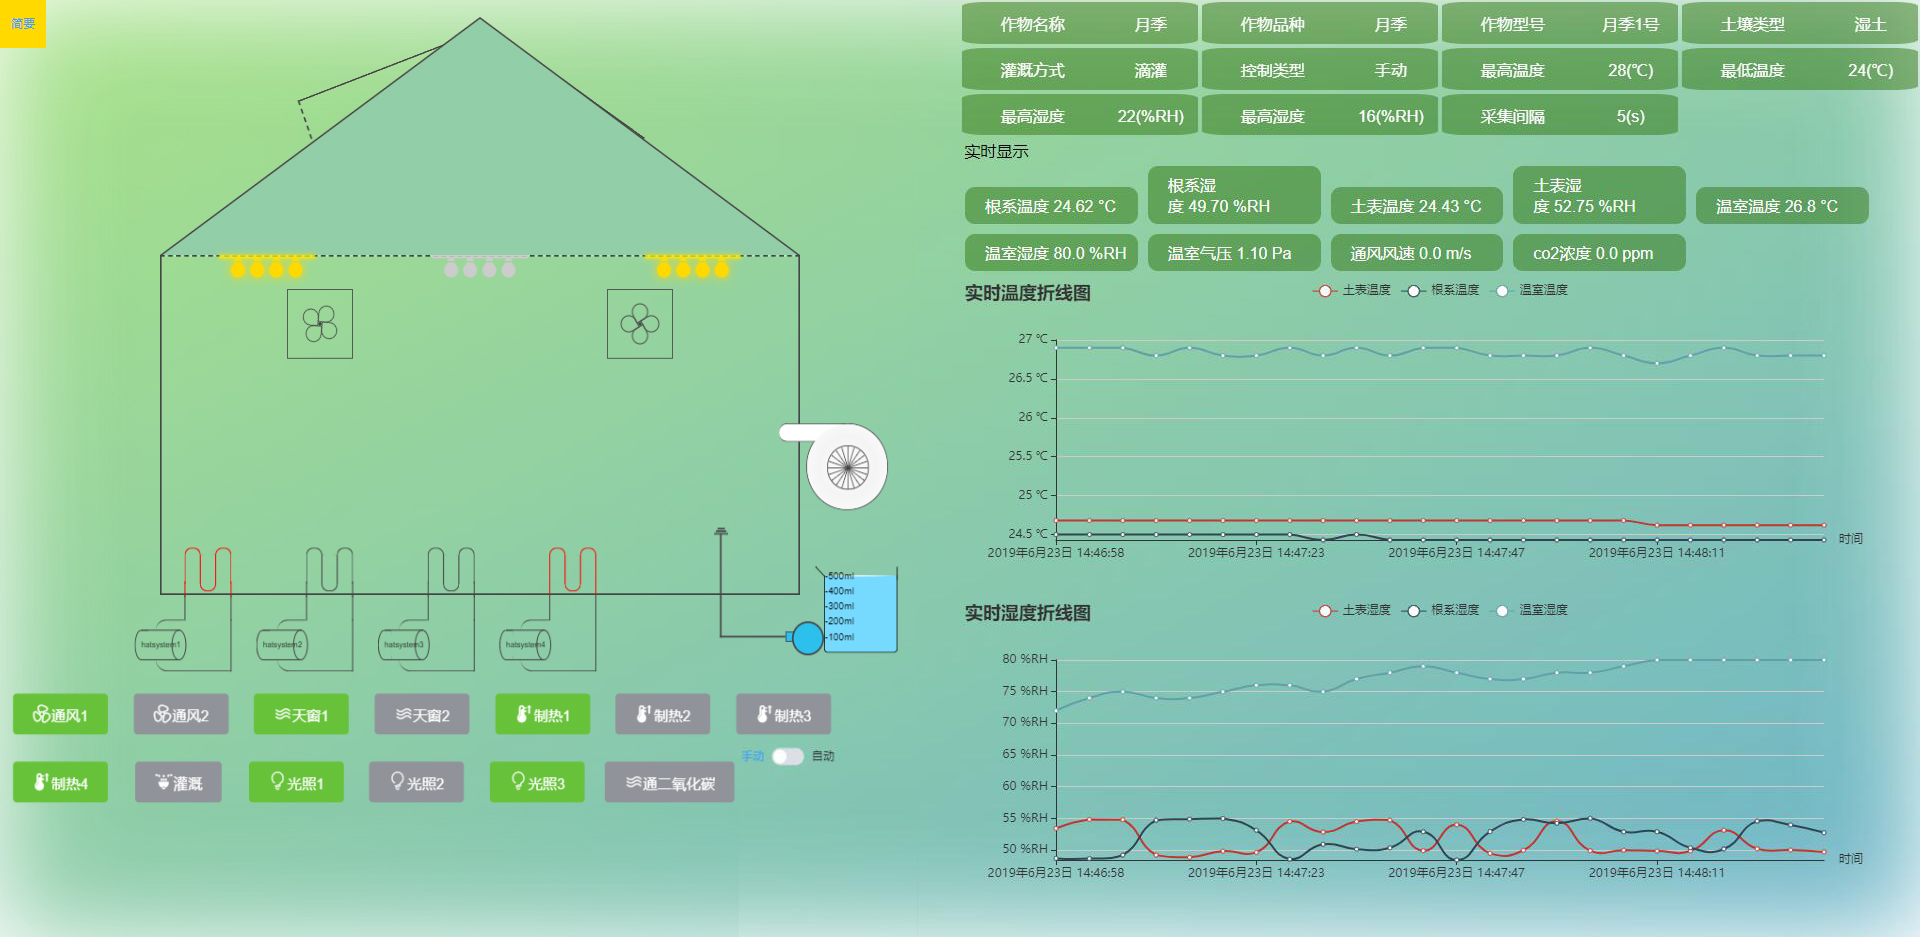 简要
作物名称 月季
作物品种 月季
作物型号 月季1号
土壤类型 湿土
灌溉方式 滴灌
控制类型 手动
最高温度 28(℃)
最低温度 24(℃)
最高湿度 22(%RH)
最高湿度 16(%RH)
采集间隔 5(s)
实时显示
根系温度 24.62 °C
根系湿
度 49.70 %RH
土表温度 24.43 °C
土表湿
度 52.75 %RH
温室温度 26.8 °C
温室湿度 80.0 %RH
温室气压 1.10 Pa
通风风速 0.0 m/s
co2浓度 0.0 ppm
实时温度折线图
土表温度 根系温度 温室温度
27 ℃
26.5 ℃
26 ℃
25.5 ℃
25 ℃
24.5 ℃
2019年6月23日 14:46:58
2019年6月23日 14:47:23
2019年6月23日 14:47:47
2019年6月23日 14:48:11
时间
实时湿度折线图
土表湿度 根系湿度 温室湿度
80 %RH
75 %RH
70 %RH
65 %RH
60 %RH
55 %RH
50 %RH
2019年6月23日 14:46:58
2019年6月23日 14:47:23
2019年6月23日 14:47:47
2019年6月23日 14:48:11
时间
500ml
400ml
300ml
200ml
100ml
hatsystem1
hatsystem2
hatsystem3
hatsystem4
通风1
通风2
天窗1
天窗2
制热1
制热2
制热3
手动 自动
制热4
灌溉
光照1
光照2
光照3
通二氧化碳